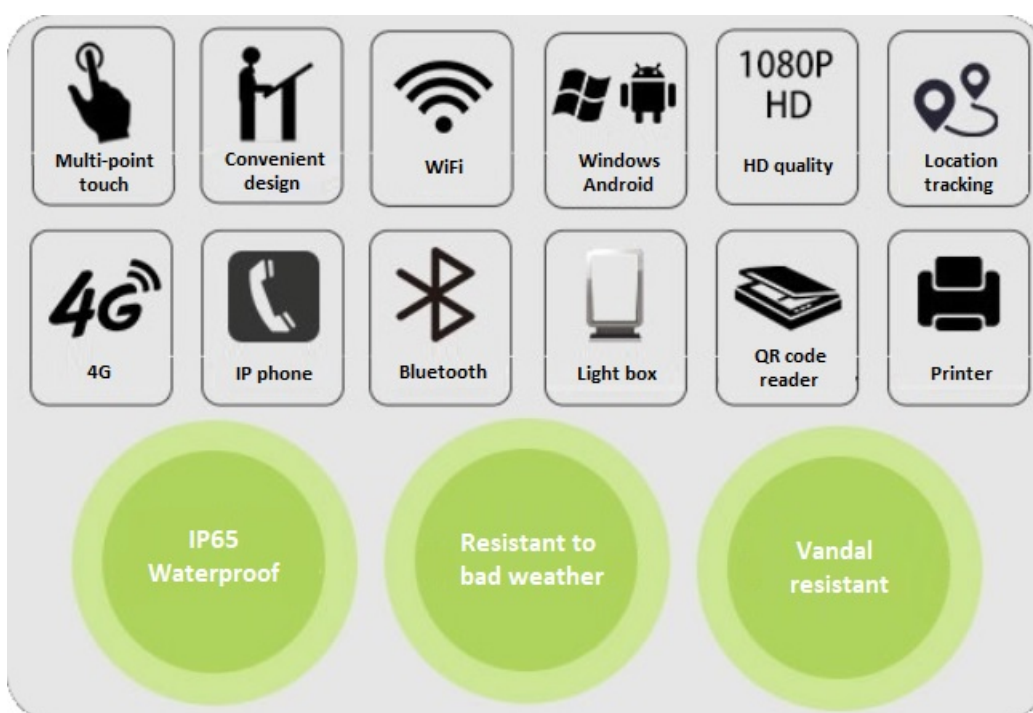 1080P
HD
Multi-point
touch
Convenient
design
WiFi
Windows
Android
HD quality
Location
tracking
4G
4G
IP phone
Bluetooth
Light box
QR code
reader
Printer
IP65
Waterproof
Resistant to
bad weather
Vandal
resistant